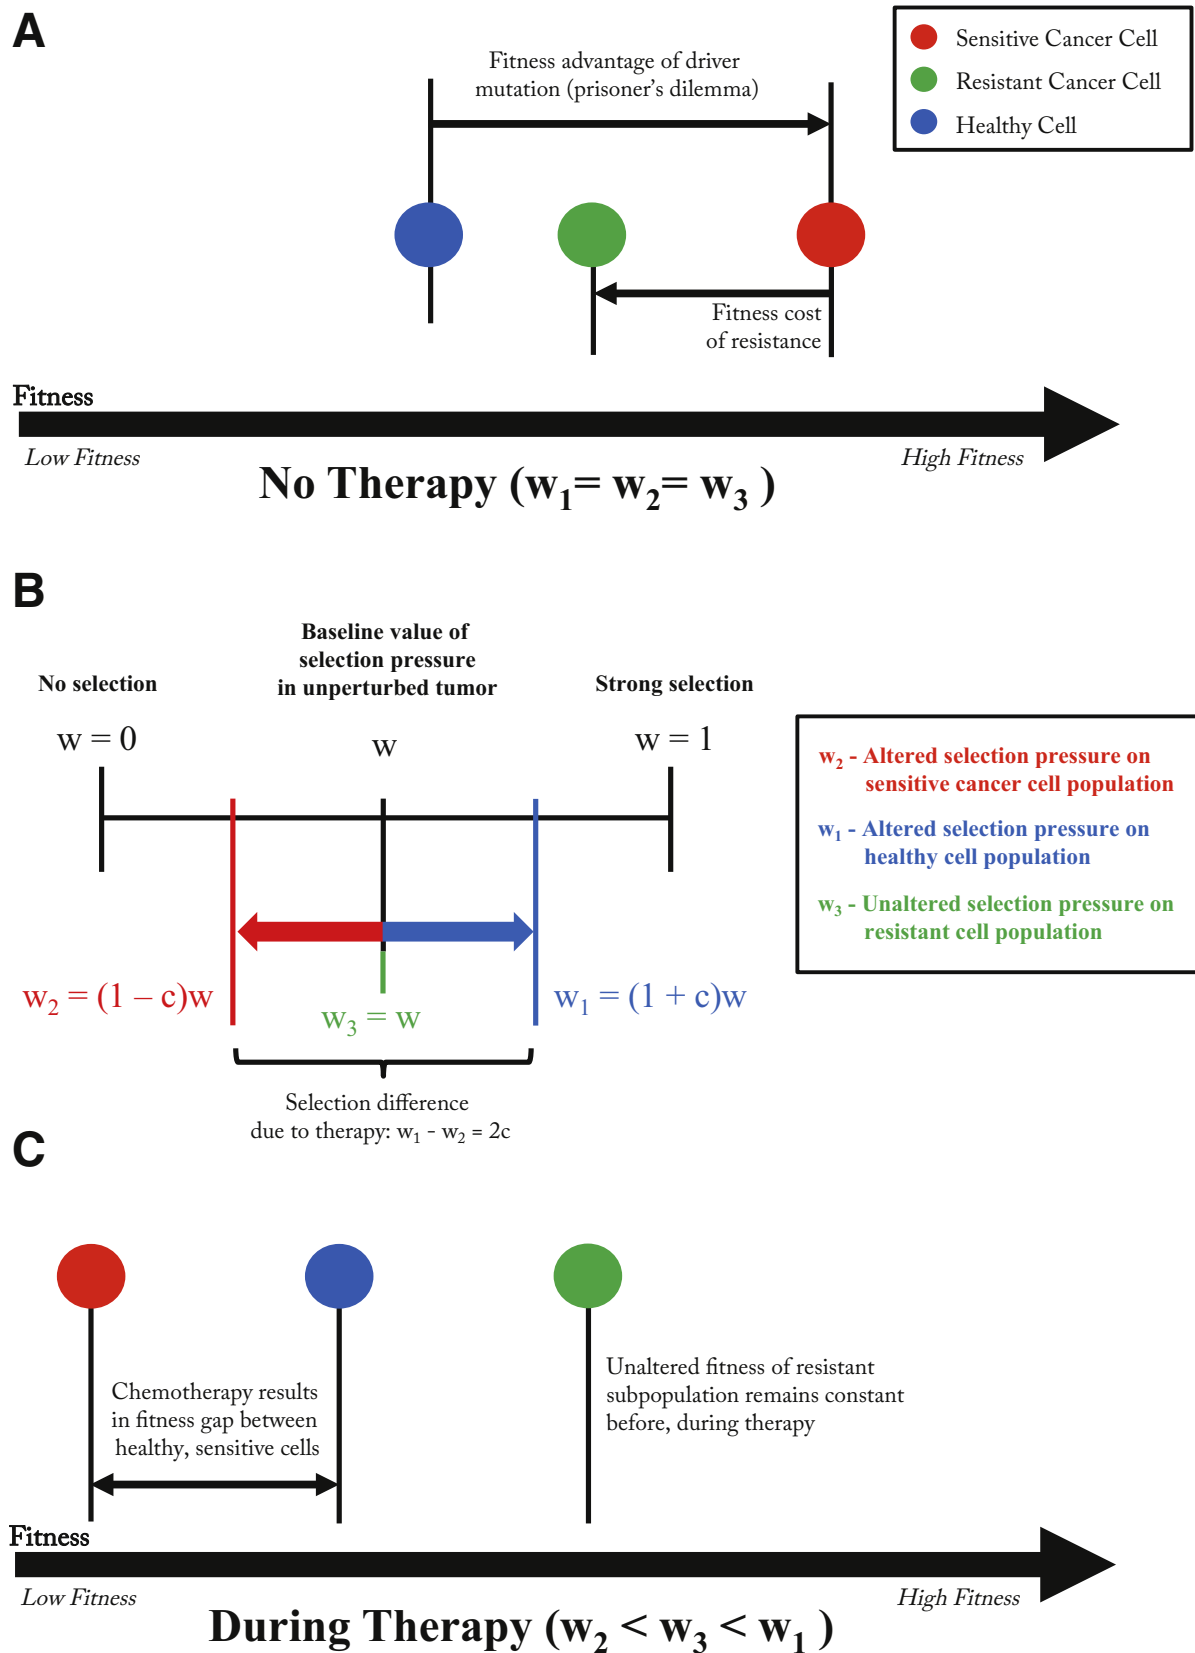 A
Sensitive Cancer Cell
Resistant Cancer Cell
Healthy Cell
Fitness advantage of driver
mutation (prisoner's dilemma)
Fitness cost
of resistance
Fitness
Low Fitness
High Fitness
No Therapy (w₁= w₂= w₃ )
B
Baseline value of
selection pressure
in unperturbed tumor
No selection
Strong selection
w = 0
w
w = 1
w₂ - Altered selection pressure on
sensitive cancer cell population
w₁ - Altered selection pressure on
healthy cell population
w₃ - Unaltered selection pressure on
resistant cell population
w₂ = (1 – c)w
w₃ = w
w₁ = (1 + c)w
Selection difference
due to therapy: w₁ - w₂ = 2c
C
Chemotherapy results
in fitness gap between
healthy, sensitive cells
Unaltered fitness of resistant
subpopulation remains constant
before, during therapy
Fitness
Low Fitness
High Fitness
During Therapy (w₂ < w₃ < w₁ )